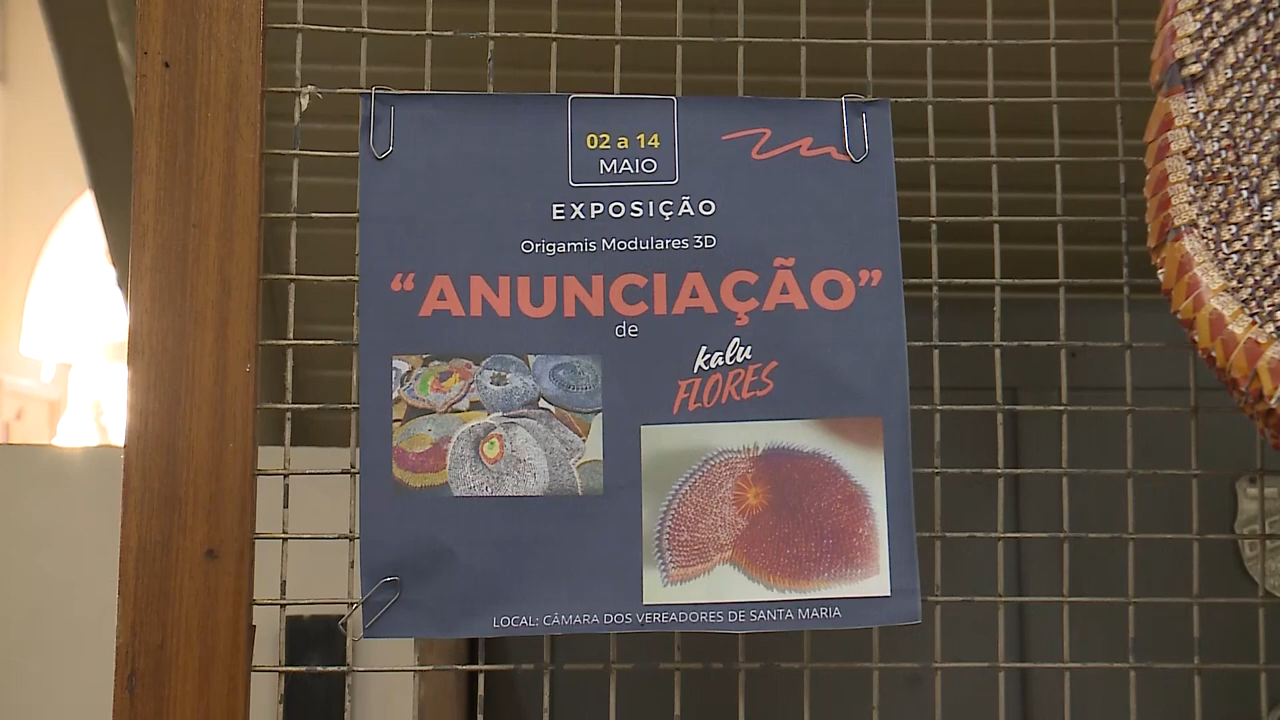 02 a 14
MAIO
EXPOSIÇÃO
Origamis Modulares 3D
“ANUNCIAÇÃO”
de
kalu
FLORES
LOCAL: CÂMARA DOS VEREADORES DE SANTA MARIA